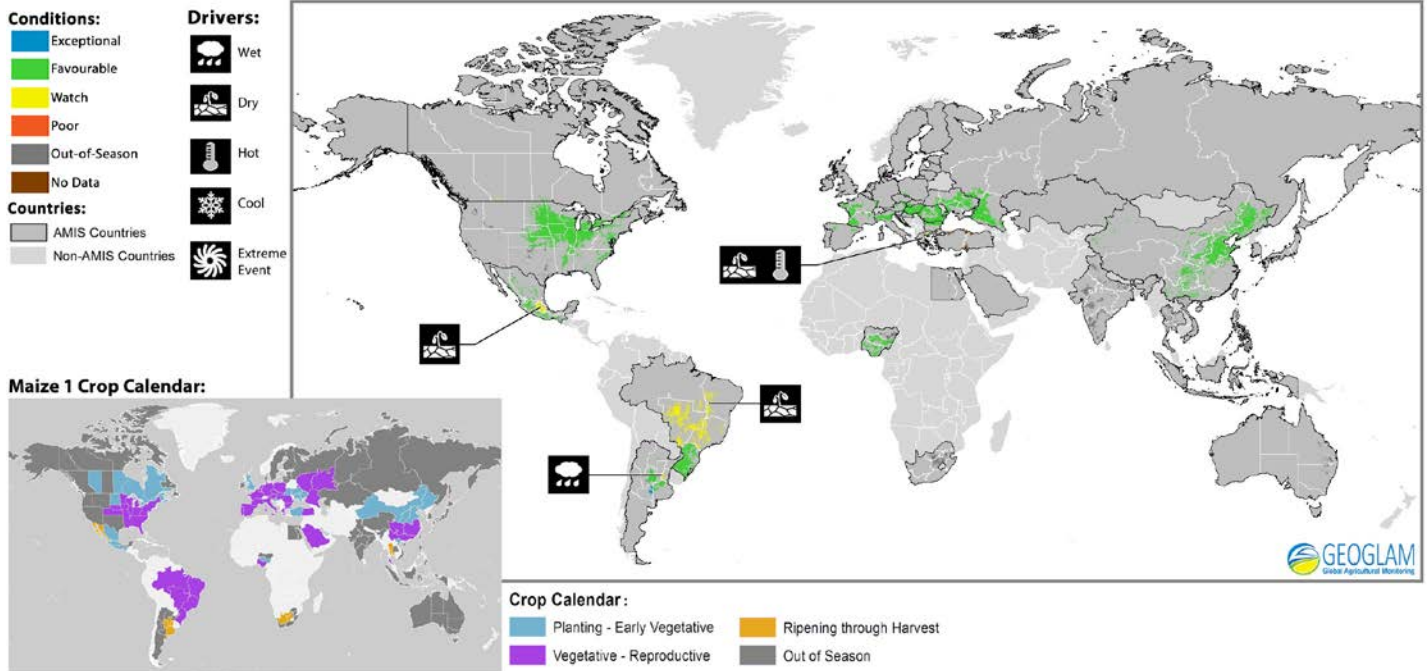 Conditions:
Exceptional
Favourable
Watch
Poor
Out-of-Season
No Data
Countries:
AMIS Countries
Non-AMIS Countries
Drivers:
Wet
Dry
Hot
Cool
Extreme
Event
Maize 1 Crop Calendar:
GEOGLAM
Global Agricultural Monitoring
Crop Calendar :
Planting - Early Vegetative
Vegetative - Reproductive
Ripening through Harvest
Out of Season